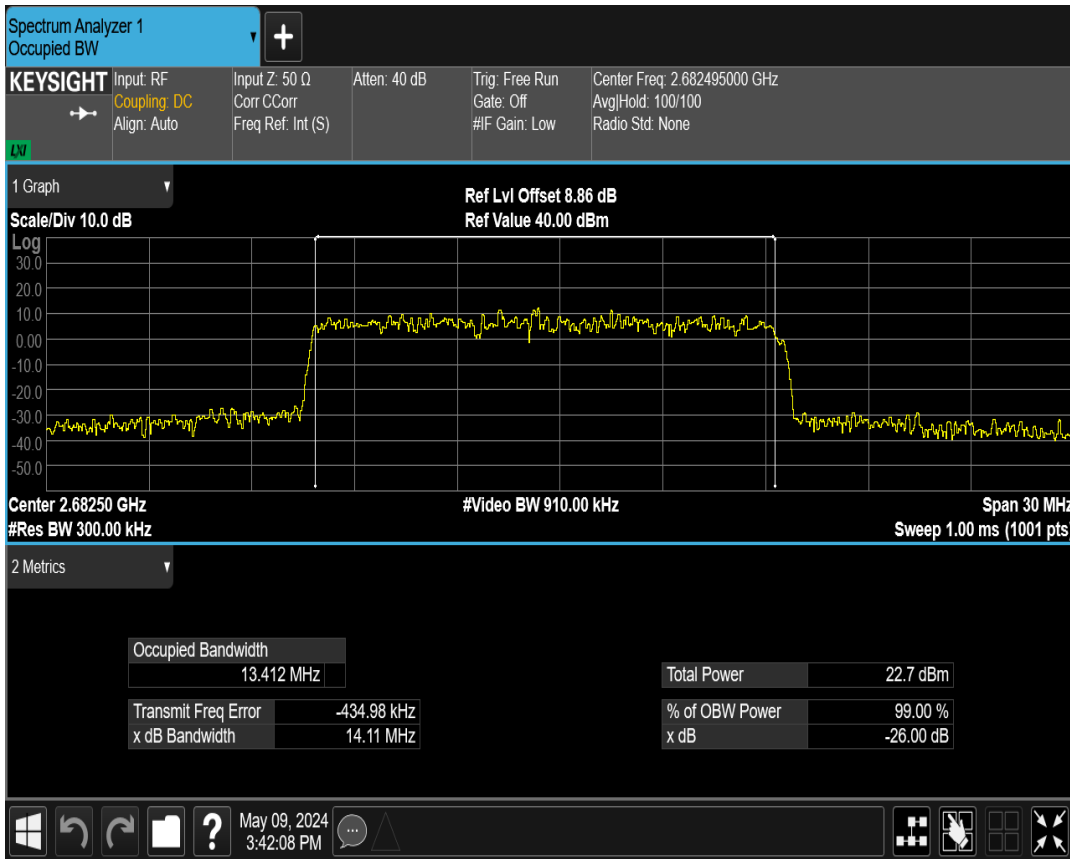 Spectrum Analyzer 1
Occupied BW
KEYSIGHT
LXI
Input: RF
Coupling: DC
Align: Auto
Input Z: 50 Ω
Corr CCorr
Freq Ref: Int (S)
Atten: 40 dB
Trig: Free Run
Gate: Off
#IF Gain: Low
Center Freq: 2.682495000 GHz
Avg|Hold: 100/100
Radio Std: None
1 Graph
Ref Lvl Offset 8.86 dB
Scale/Div 10.0 dB
Ref Value 40.00 dBm
Log
30.0
20.0
10.0
0.00
-10.0
-20.0
-30.0
-40.0
-50.0
Center 2.68250 GHz
#Video BW 910.00 kHz
Span 30 MHz
#Res BW 300.00 kHz
Sweep 1.00 ms (1001 pts)
2 Metrics
Occupied Bandwidth
13.412 MHz
Total Power 22.7 dBm
Transmit Freq Error -434.98 kHz
% of OBW Power 99.00 %
x dB Bandwidth 14.11 MHz
x dB -26.00 dB
?
May 09, 2024
3:42:08 PM